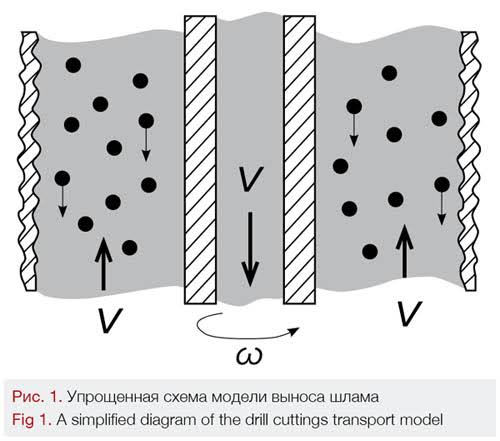 V
V
V
ω
Рис. 1. Упрощенная схема модели выноса шлама
Fig 1. A simplified diagram of the drill cuttings transport model